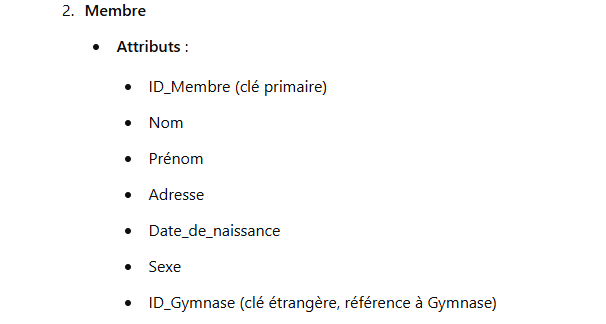 2. Membre
• Attributs :
• ID_Membre (clé primaire)
• Nom
• Prénom
• Adresse
• Date_de_naissance
• Sexe
• ID_Gymnase (clé étrangère, référence à Gymnase)